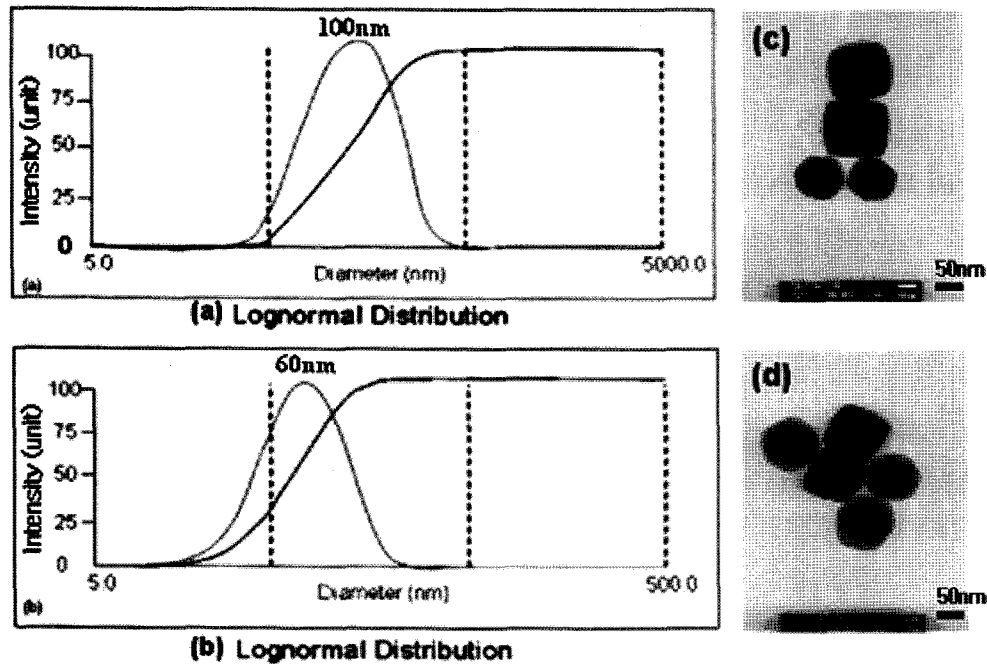 100nm
Intensity (unit)
100
75
50
25
0
5.0
Diameter (nm)
5000.0
(a)
(a) Lognormal Distribution
(c)
50nm
60nm
Intensity (unit)
100
75
50
25
0
5.0
Diameter (nm)
500.0
(b)
(b) Lognormal Distribution
(d)
50nm